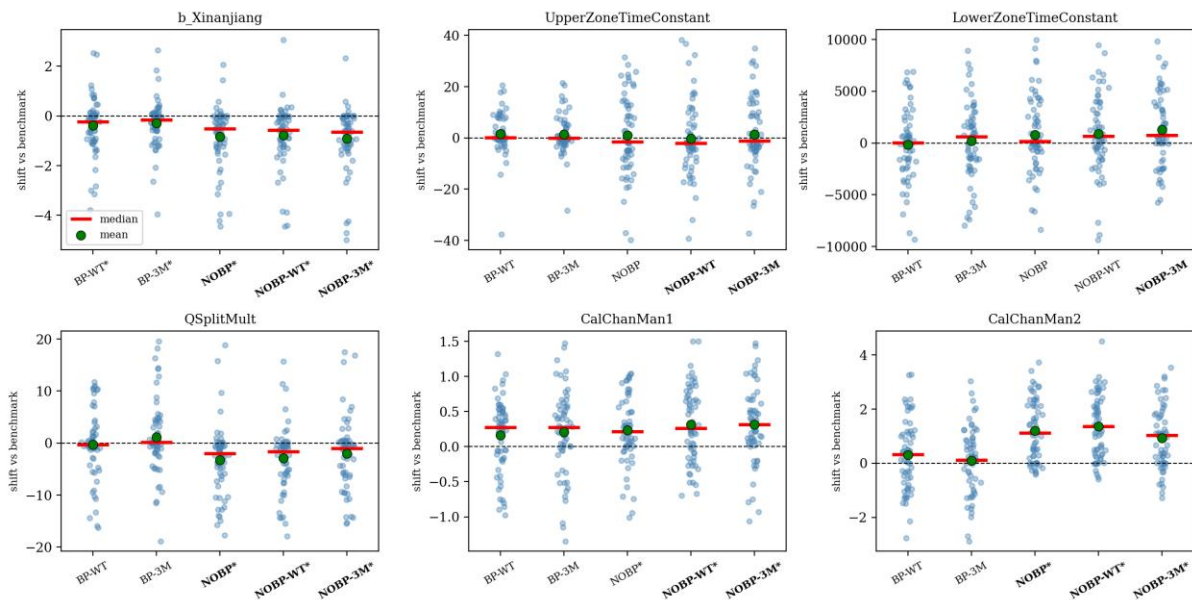 b_Xinanjiang
UpperZoneTimeConstant
LowerZoneTimeConstant
shift vs benchmark
2
0
−2
−4
median
mean
BP-WT*
BP-3M*
NOBP*
NOBP-WT*
NOBP-3M*
shift vs benchmark
40
20
0
−20
−40
BP-WT
BP-3M
NOBP
NOBP-WT
NOBP-3M
shift vs benchmark
10000
5000
0
−5000
−10000
BP-WT
BP-3M
NOBP
NOBP-WT
NOBP-3M
QSplitMult
CalChanMan1
CalChanMan2
shift vs benchmark
20
10
0
−10
−20
BP-WT
BP-3M
NOBP*
NOBP-WT*
NOBP-3M*
shift vs benchmark
1.5
1.0
0.5
0.0
−0.5
−1.0
BP-WT
BP-3M
NOBP*
NOBP-WT*
NOBP-3M*
shift vs benchmark
4
2
0
−2
BP-WT
BP-3M
NOBP*
NOBP-WT*
NOBP-3M*